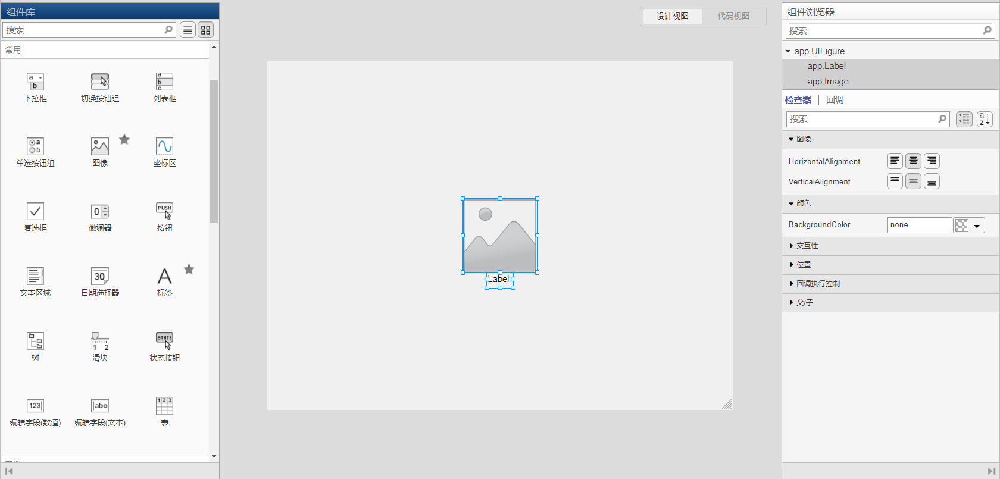 组件库
搜索
常用
下拉框
切换按钮组
列表框
单选按钮组
图像
坐标区
复选框
微调器
按钮
文本区域
日期选择器
标签
树
滑块
状态按钮
编辑字段(数值)
编辑字段(文本)
表
设计视图
代码视图
Label
组件浏览器
搜索
app.UIFigure
app.Label
app.Image
检查器 | 回调
搜索
图像
HorizontalAlignment
VerticalAlignment
颜色
BackgroundColor none
交互性
位置
回调执行控制
父/子